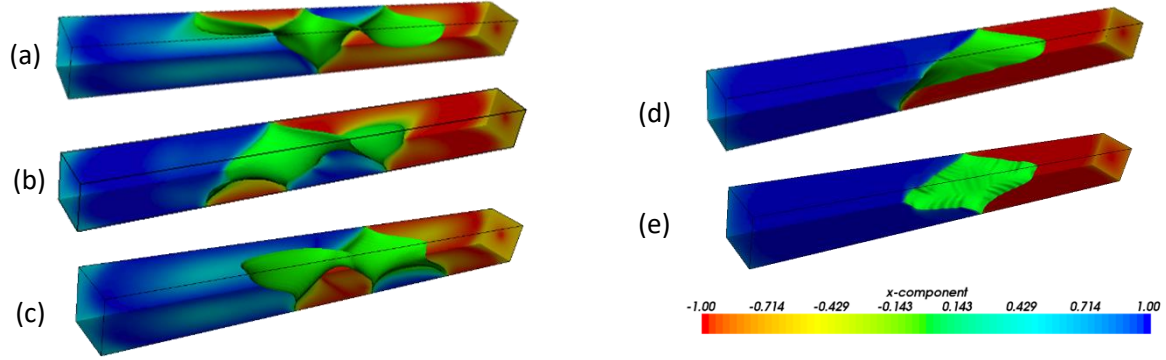 (a)
(b)
(c)
(d)
(e)
x-component
-1.00 -0.714 -0.429 -0.143 0.143 0.429 0.714 1.00